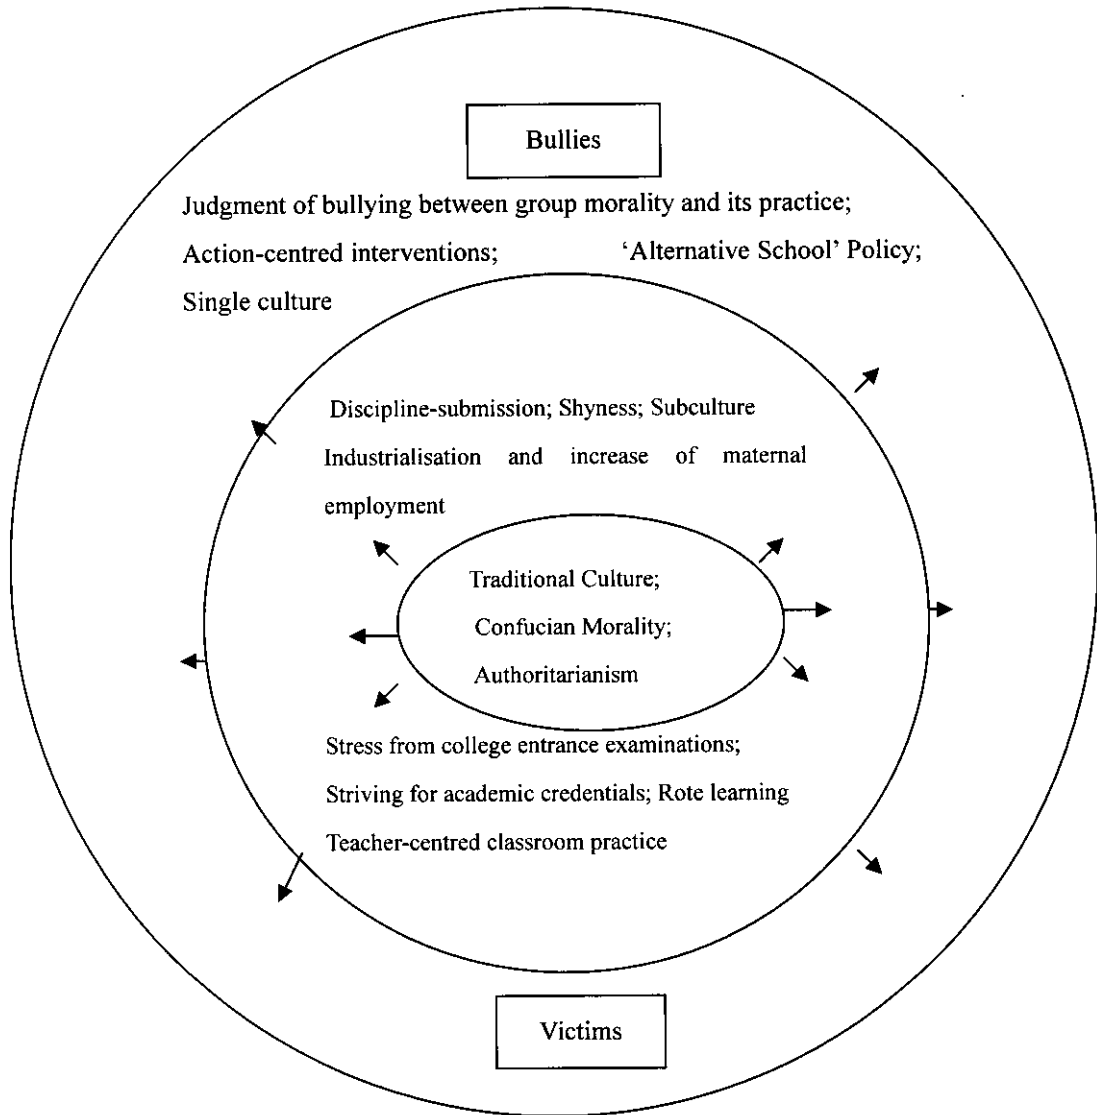 Bullies
Judgment of bullying between group morality and its practice;
Action-centred interventions; 'Alternative School' Policy;
Single culture
Discipline-submission; Shyness; Subculture
Industrialisation and increase of maternal
employment
Traditional Culture;
Confucian Morality;
Authoritarianism
Stress from college entrance examinations;
Striving for academic credentials; Rote learning
Teacher-centred classroom practice
Victims